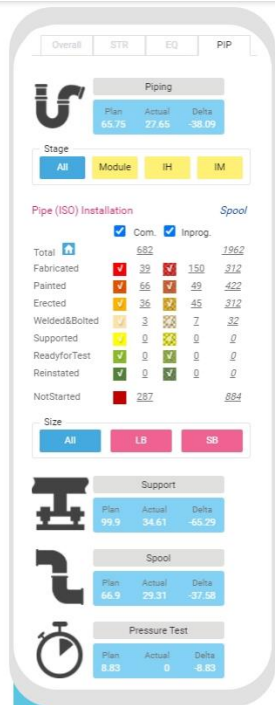 Overall STR EQ PIP
Piping
Plan Actual Delta
65.75 27.65 -38.09
Stage
All Module IH IM
Pipe (ISO) Installation Spool
Com. Inprog.
Total 682 1962
Fabricated 39 150 312
Painted 66 49 422
Erected 36 45 312
Welded&Bolted 3 7 32
Supported 0 0 0
ReadyforTest 0 0 0
Reinstated 0 0 0
NotStarted 287 884
Size
All LB SB
Support
Plan Actual Delta
99.9 34.61 -65.29
Spool
Plan Actual Delta
66.9 29.31 -37.58
Pressure Test
Plan Actual Delta
8.83 0 -8.83